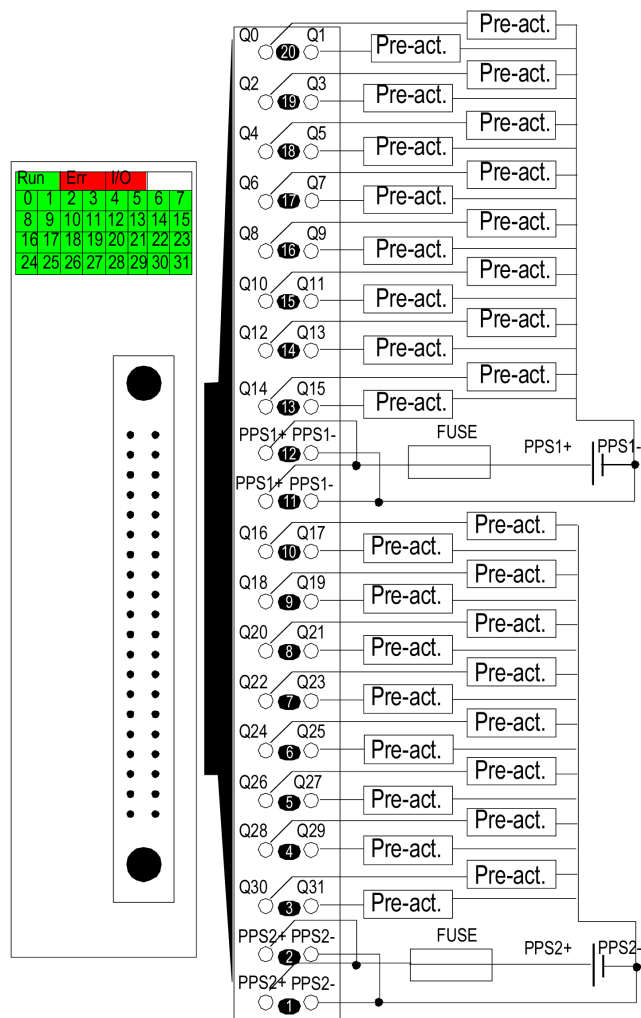 Run Err I/O
0 1 2 3 4 5 6 7
8 9 10 11 12 13 14 15
16 17 18 19 20 21 22 23
24 25 26 27 28 29 30 31
Pre-act.
Q0 Q1
20
Pre-act.
Pre-act.
Q2 Q3
19
Pre-act.
Pre-act.
Q4 Q5
18
Pre-act.
Pre-act.
Q6 Q7
17
Pre-act.
Pre-act.
Q8 Q9
16
Pre-act.
Pre-act.
Q10 Q11
15
Pre-act.
Pre-act.
Q12 Q13
14
Pre-act.
Pre-act.
Q14 Q15
13
Pre-act.
PPS1+ PPS1- FUSE PPS1+ PPS1-
12
PPS1+ PPS1-
11
Pre-act.
Q16 Q17
10
Pre-act.
Pre-act.
Q18 Q19
9
Pre-act.
Pre-act.
Q20 Q21
8
Pre-act.
Pre-act.
Q22 Q23
7
Pre-act.
Pre-act.
Q24 Q25
6
Pre-act.
Pre-act.
Q26 Q27
5
Pre-act.
Pre-act.
Q28 Q29
4
Pre-act.
Pre-act.
Q30 Q31
3
Pre-act.
PPS2+ PPS2- FUSE PPS2+ PPS2-
2
PPS2+ PPS2-
1